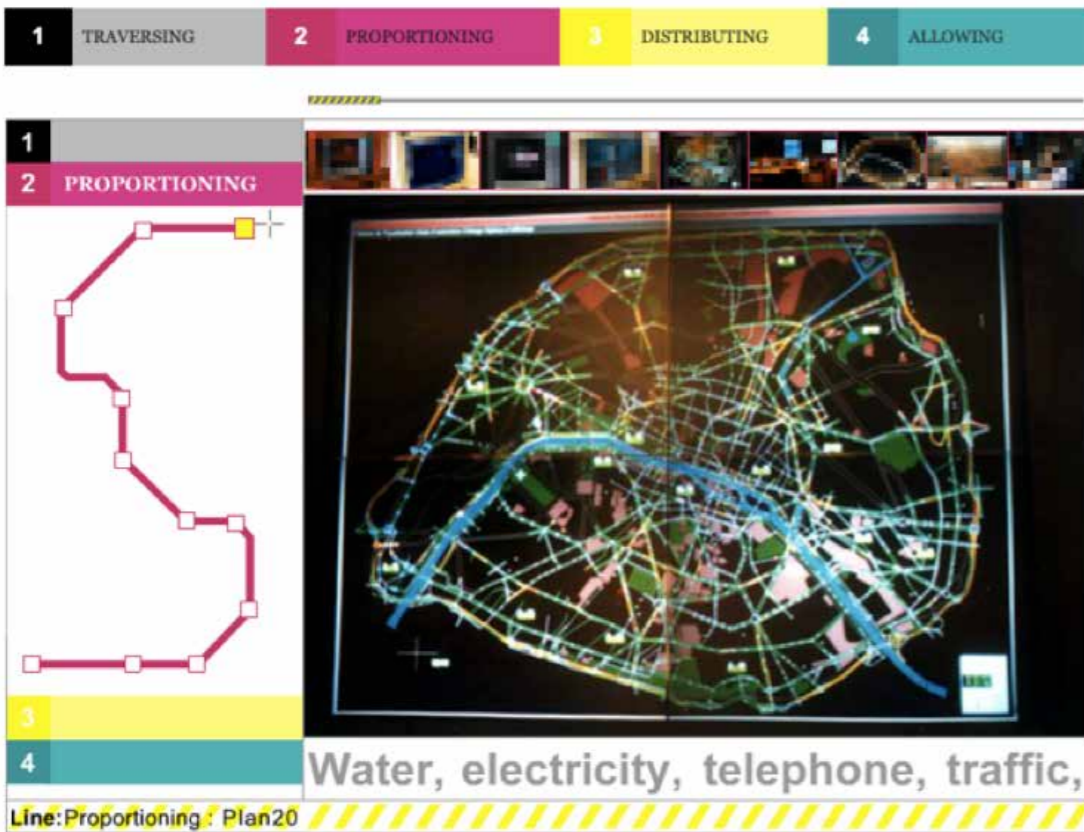 1 TRAVERSING 2 PROPORTIONING 3 DISTRIBUTING 4 ALLOWING
1
2 PROPORTIONING
3
4
Water, electricity, telephone, traffic,
Line:Proportioning : Plan20